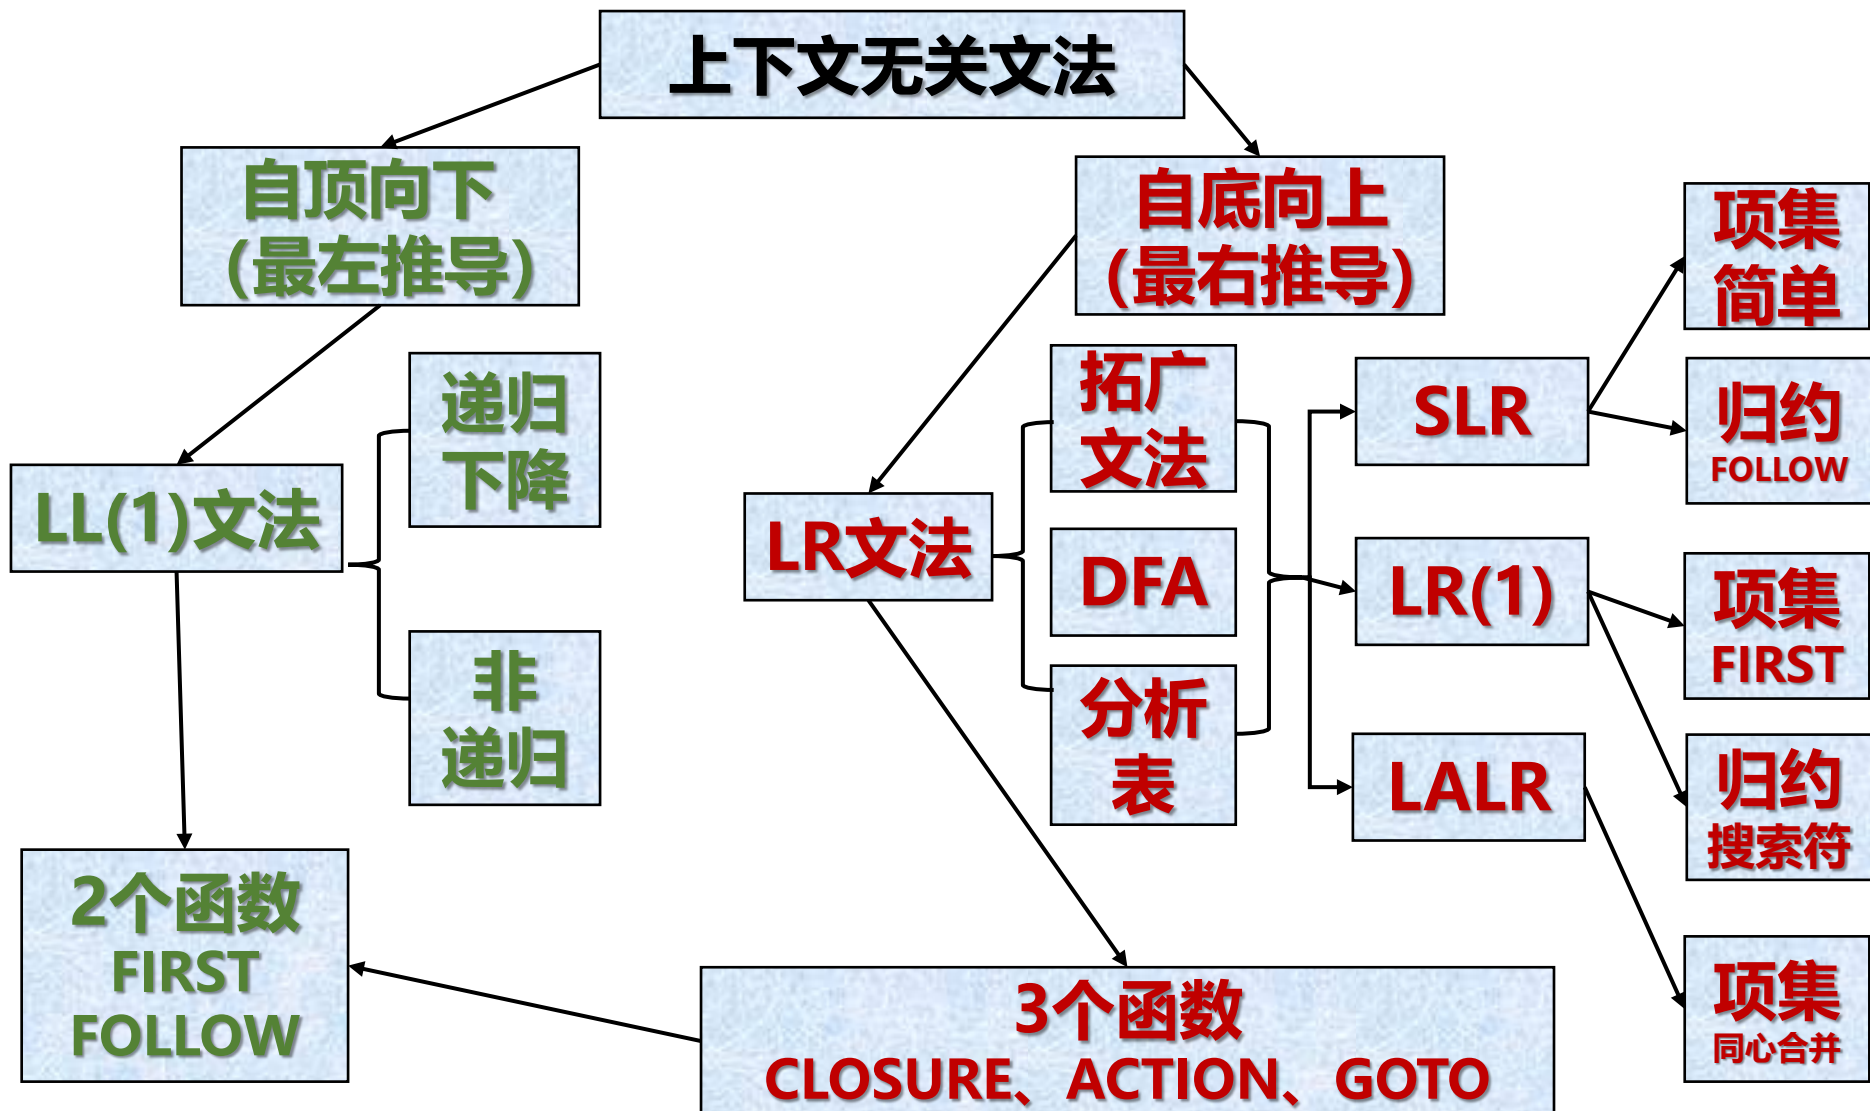 上下文无关文法
自顶向下
(最左推导)
自底向上
(最右推导)
项集
简单
递归
下降
拓广
文法
SLR
归约
FOLLOW
LL(1)文法
LR文法
DFA
LR(1)
项集
FIRST
非
递归
分析
表
LALR
归约
搜索符
2个函数
FIRST
FOLLOW
3个函数
CLOSURE、ACTION、GOTO
项集
同心合并